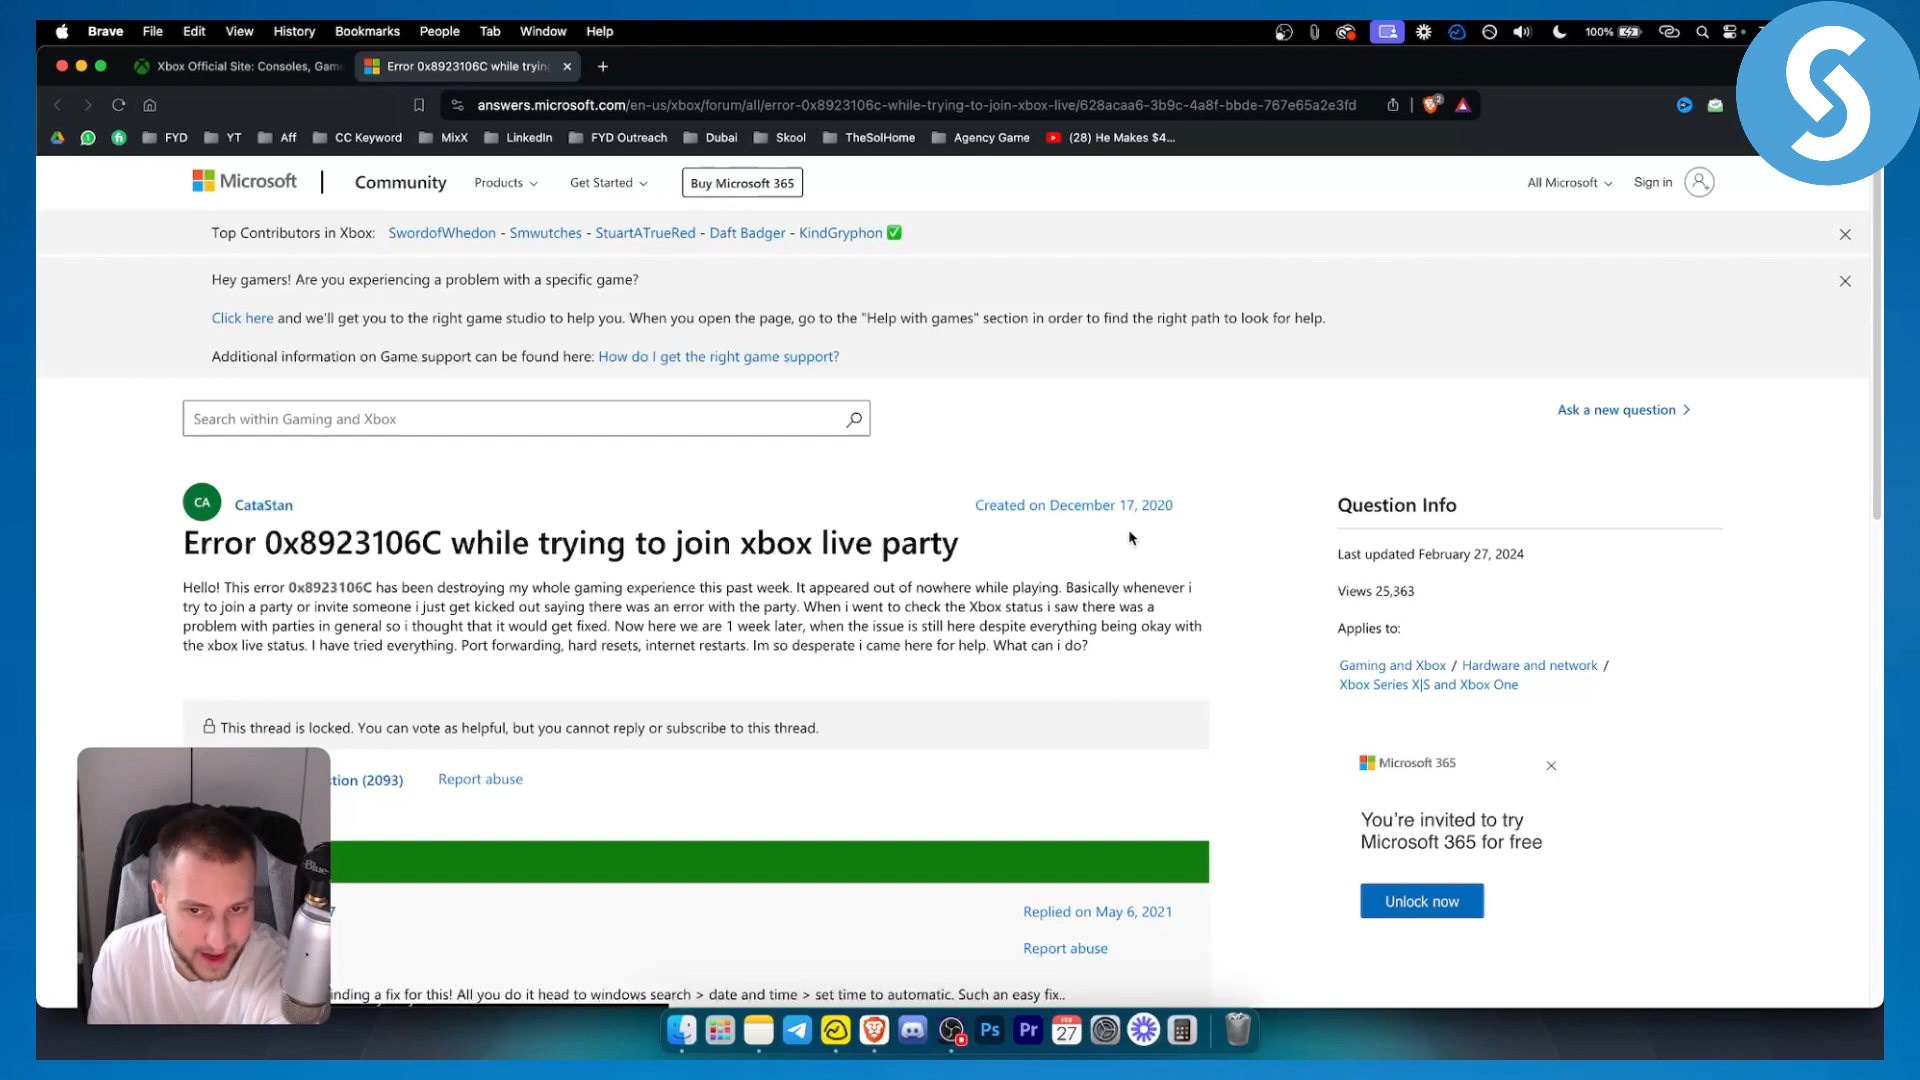 Brave File Edit View History Bookmarks People Tab Window Help
100%
Xbox Official Site: Consoles, Gam
Error 0x8923106C while tryin
answers.microsoft.com/en-us/xbox/forum/all/error-0x8923106c-while-trying-to-join-xbox-live/628acaa6-3b9c-4a8f-bbde-767e65a2e3fd
2
FYD YT Aff CC Keyword MixX LinkedIn FYD Outreach Dubai Skool TheSolHome Agency Game (28) He Makes $4...
Microsoft | Community Products Get Started Buy Microsoft 365 All Microsoft Sign in
Top Contributors in Xbox: SwordofWhedon - Smwutches - StuartATrueRed - Daft Badger - KindGryphon ✅
Hey gamers! Are you experiencing a problem with a specific game?
Click here and we'll get you to the right game studio to help you. When you open the page, go to the "Help with games" section in order to find the right path to look for help.
Additional information on Game support can be found here: How do I get the right game support?
Search within Gaming and Xbox
Ask a new question
CA CataStan
Created on December 17, 2020
Error 0x8923106C while trying to join xbox live party
Hello! This error 0x8923106C has been destroying my whole gaming experience this past week. It appeared out of nowhere while playing. Basically whenever i
try to join a party or invite someone i just get kicked out saying there was an error with the party. When i went to check the Xbox status i saw there was a
problem with parties in general so i thought that it would get fixed. Now here we are 1 week later, when the issue is still here despite everything being okay with
the xbox live status. I have tried everything. Port forwarding, hard resets, internet restarts. Im so desperate i came here for help. What can i do?
This thread is locked. You can vote as helpful, but you cannot reply or subscribe to this thread.
tion (2093) Report abuse
Replied on May 6, 2021
Report abuse
inding a fix for this! All you do it head to windows search > date and time > set time to automatic. Such an easy fix..
Question Info
Last updated February 27, 2024
Views 25,363
Applies to:
Gaming and Xbox / Hardware and network /
Xbox Series X|S and Xbox One
Microsoft 365
You're invited to try
Microsoft 365 for free
Unlock now
Blue
Ps Pr FEB 27